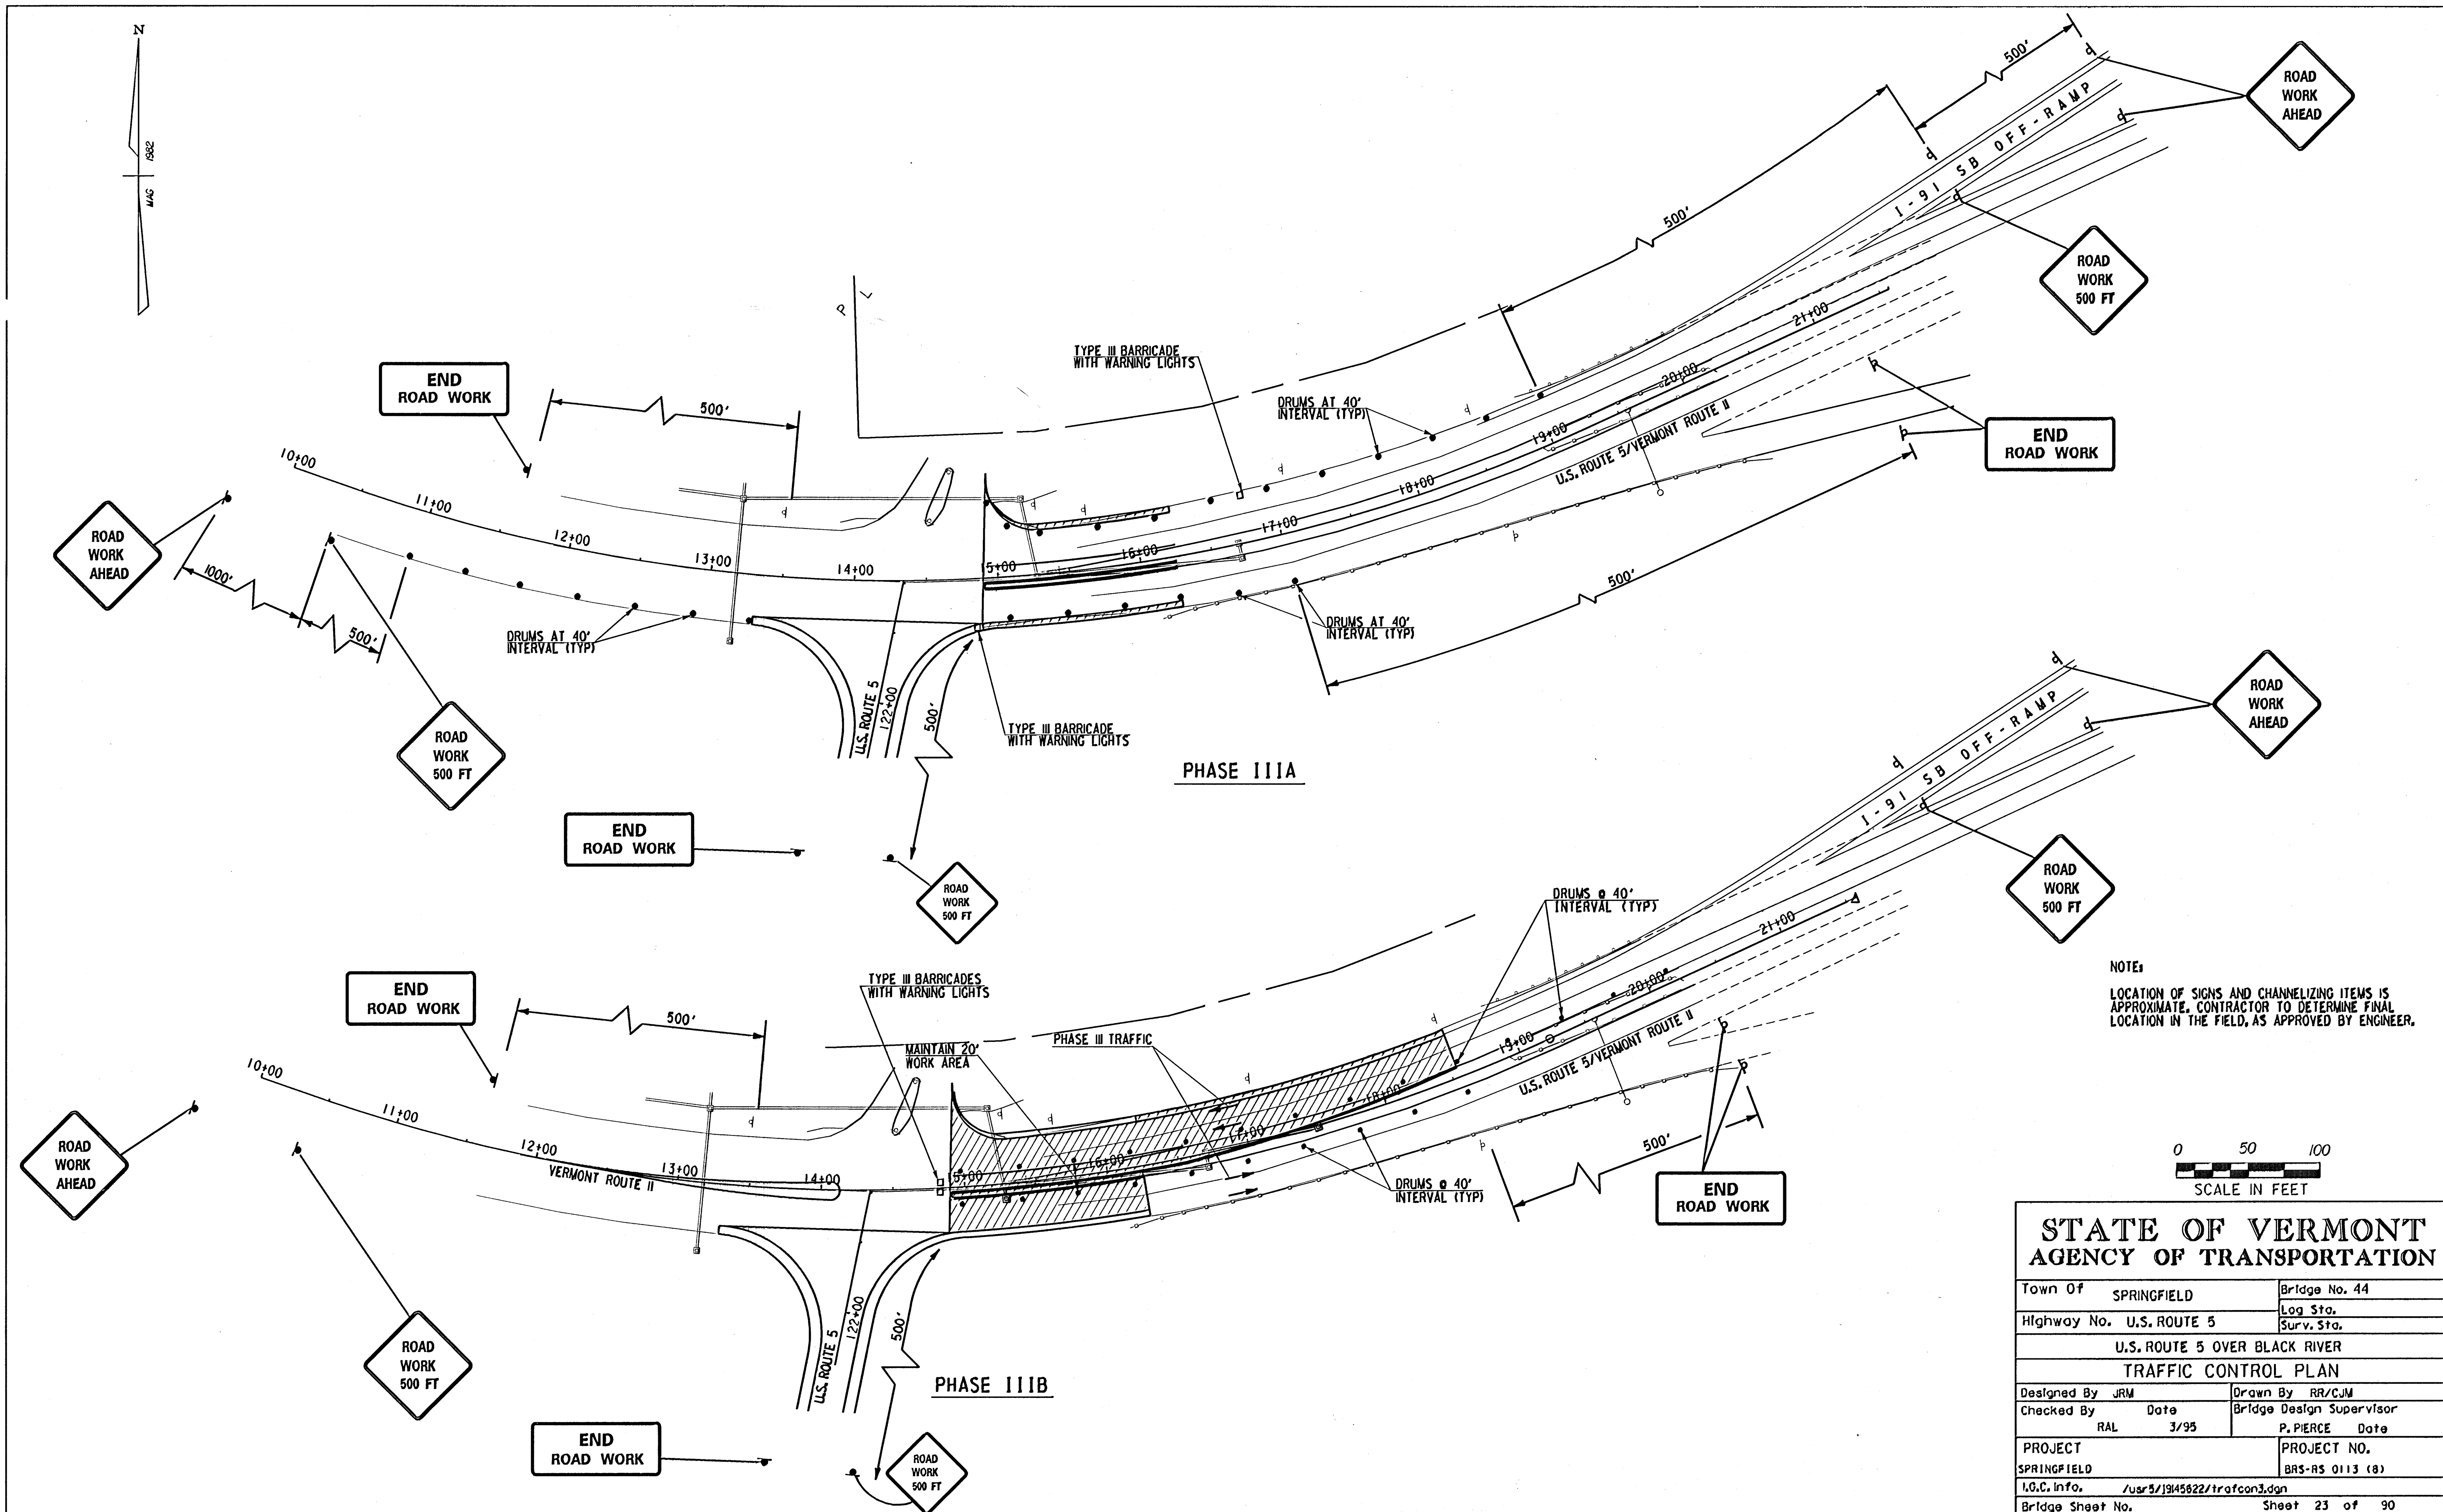 N
MAG 1982
500'
ROAD
WORK
AHEAD
I-91 SB OFF-RAMP
500'
ROAD
WORK
500 FT
P L
TYPE III BARRICADE
WITH WARNING LIGHTS
END
ROAD WORK
500'
DRUMS AT 40'
INTERVAL (TYP)
10+00
11+00
12+00
13+00
14+00
15+00
16+00
17+00
18+00
19+00
20+00
21+00
U.S. ROUTE 5/VERMONT ROUTE 11
END
ROAD WORK
ROAD
WORK
AHEAD
1000'
500'
DRUMS AT 40'
INTERVAL (TYP)
DRUMS AT 40'
INTERVAL (TYP)
500'
ROAD
WORK
500 FT
U.S. ROUTE 5
122+00
500'
TYPE III BARRICADE
WITH WARNING LIGHTS
PHASE IIIA
END
ROAD WORK
ROAD
WORK
500 FT
ROAD
WORK
AHEAD
I-91 SB OFF-RAMP
ROAD
WORK
500 FT
DRUMS @ 40'
INTERVAL (TYP)
TYPE III BARRICADES
WITH WARNING LIGHTS
END
ROAD WORK
500'
MAINTAIN 20'
WORK AREA
PHASE III TRAFFIC
10+00
11+00
12+00
13+00
14+00
15+00
16+00
17+00
18+00
19+00
20+00
21+00
VERMONT ROUTE 11
U.S. ROUTE 5/VERMONT ROUTE 11
ROAD
WORK
AHEAD
DRUMS @ 40'
INTERVAL (TYP)
500'
END
ROAD WORK
ROAD
WORK
500 FT
U.S. ROUTE 5
122+00
500'
PHASE IIIB
END
ROAD WORK
ROAD
WORK
500 FT
NOTE:
LOCATION OF SIGNS AND CHANNELIZING ITEMS IS
APPROXIMATE. CONTRACTOR TO DETERMINE FINAL
LOCATION IN THE FIELD, AS APPROVED BY ENGINEER.
0 50 100
SCALE IN FEET
STATE OF VERMONT
AGENCY OF TRANSPORTATION
Town Of SPRINGFIELD
Bridge No. 44
Log Sta.
Highway No. U.S. ROUTE 5
Surv. Sta.
U.S. ROUTE 5 OVER BLACK RIVER
TRAFFIC CONTROL PLAN
Designed By JRM
Drawn By RR/CJM
Checked By Date
RAL 3/95
Bridge Design Supervisor
P. PIERCE Date
PROJECT
SPRINGFIELD
PROJECT NO.
BRS-RS 0113 (8)
I.G.C. Info. /usr5/j9145622/trafcon3.dgn
Bridge Sheet No. Sheet 23 of 90